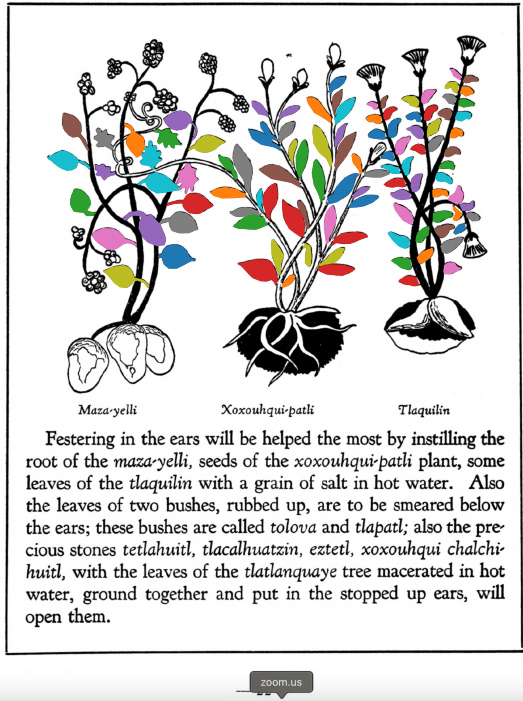 Maza-yelli
Xoxouhqui-patli
Tlaquilin
Festering in the ears will be helped the most by instilling the
root of the maza-yelli, seeds of the xoxouhqui-patli plant, some
leaves of the tlaquilin with a grain of salt in hot water. Also
the leaves of two bushes, rubbed up, are to be smeared below
the ears; these bushes are called tolova and tlapatl; also the pre-
cious stones tetlahuitl, tlacalhuatzin, eztetl, xoxouhqui chalchi-
huitl, with the leaves of the tlatlanquaye tree macerated in hot
water, ground together and put in the stopped up ears, will
open them.
zoom.us